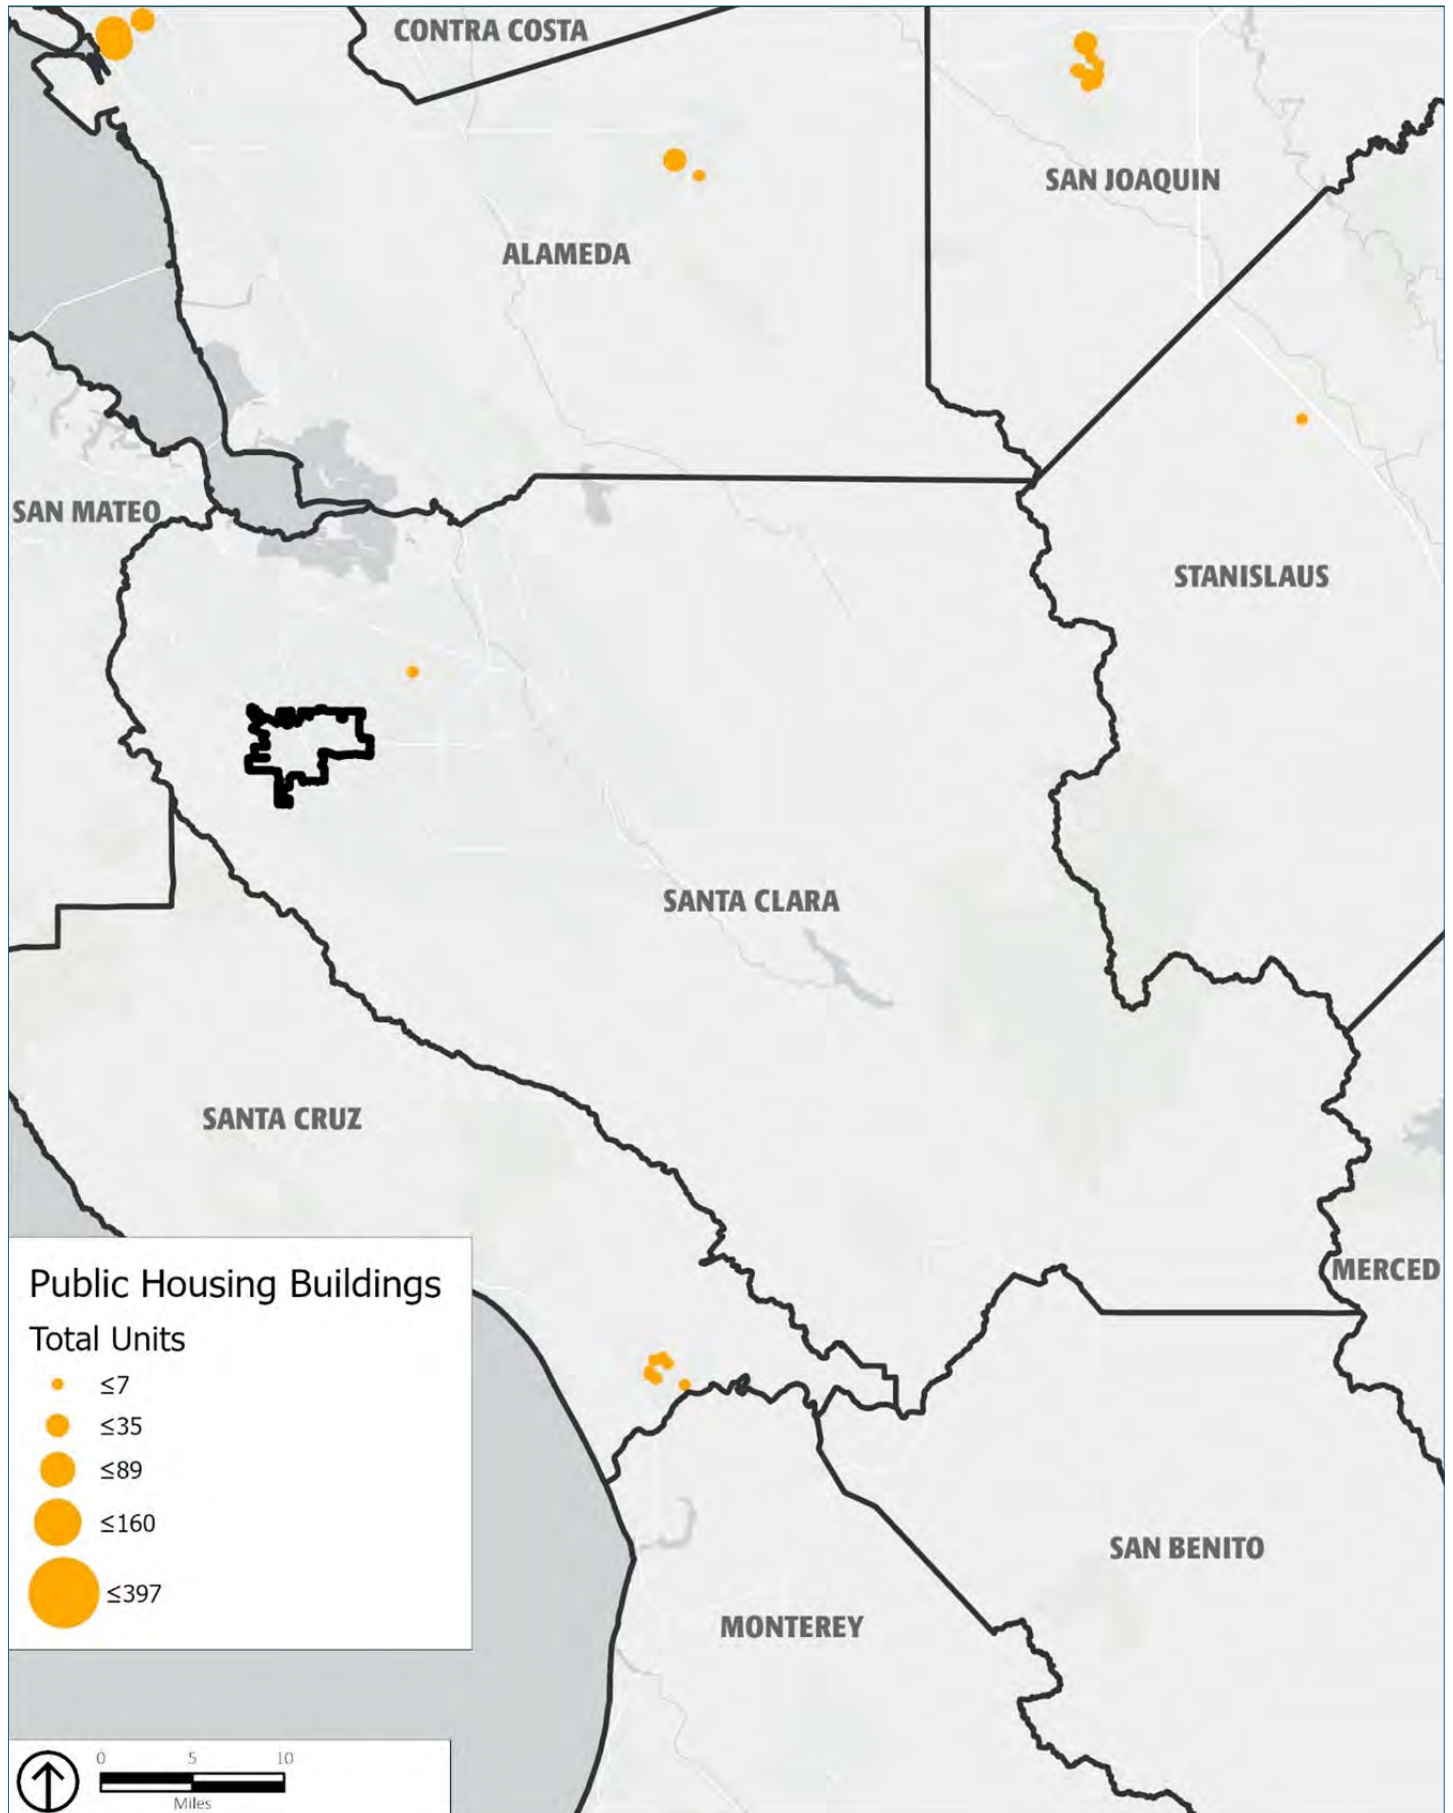 CONTRA COSTA
SAN JOAQUIN
ALAMEDA
SAN MATEO
STANISLAUS
SANTA CLARA
SANTA CRUZ
MERCED
SAN BENITO
MONTEREY
Public Housing Buildings
Total Units
≤7
≤35
≤89
≤160
≤397
0 5 10
Miles